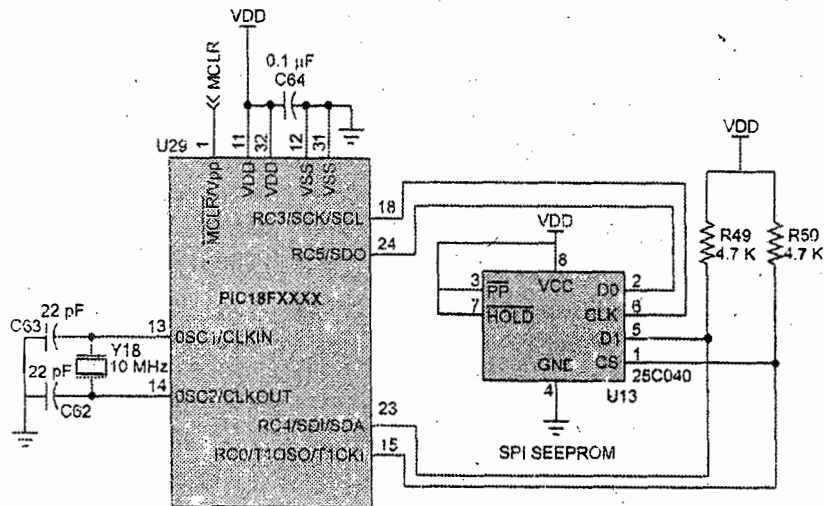 VDD
0.1 µF
C64
MCLR
U29
1
11
32
12
31
MCLR/Vpp
VDD
VDD
VSS
VSS
VDD
RC3/SCK/SCL
18
RC5/SDO
24
VDD
8
R49
4.7 K
R50
4.7 K
PIC18FXXXX
3
PP
VCC
D0
2
7
HOLD
CLK
6
D1
5
GND
CS
1
4
25C040
U13
22 pF
C63
13
OSC1/CLKIN
Y18
10 MHz
22 pF
14
OSC2/CLKOUT
C62
RC4/SDI/SDA
23
RC0/T1OSO/T1CKI
15
SPI SEEPROM